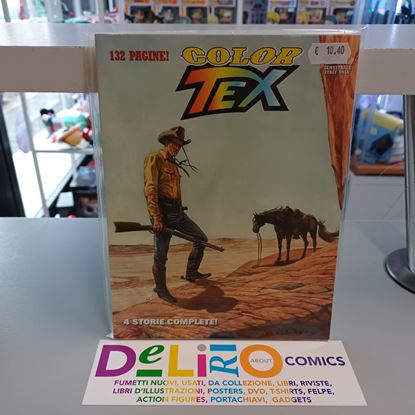 132 PAGINE!
COLOR
TEX
€ 10,40
4 STORIE COMPLETE!
DeLiRiO ABOUT COMICS
FUMETTI NUOVI, USATI, DA COLLEZIONE, LIBRI, RIVISTE,
LIBRI D'ILLUSTRAZIONI, POSTERS, DVD, T-SHIRTS, FELPE,
ACTION FIGURES, PORTACHIAVI, GADGETS